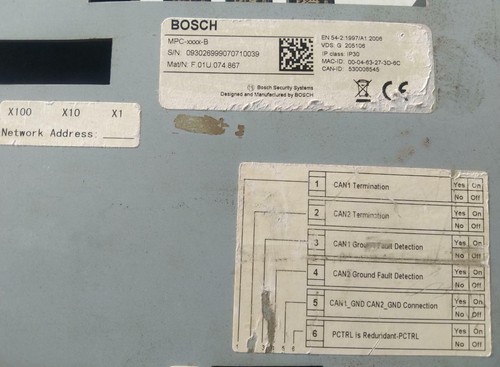 BOSCH
MPC-xxxx-B
S/N: 093026999070710039
Mat/N: F.01U.074.867
EN 54-2:1997/A1:2006
VDS: G 205106
IP class: IP30
MAC-ID: 00-04-63-27-3D-6C
CAN-ID: 530006545
Bosch Security Systems
Designed and Manufactured by BOSCH
CE
X100 X10 X1
Network Address:
1 CAN1 Termination Yes On
No Off
2 CAN2 Termination Yes On
No Off
3 CAN1 Ground Fault Detection Yes On
No Off
4 CAN2 Ground Fault Detection Yes On
No Off
5 CAN1_GND CAN2_GND Connection Yes On
No Off
6 PCTRL is Redundant-PCTRL Yes On
No Off